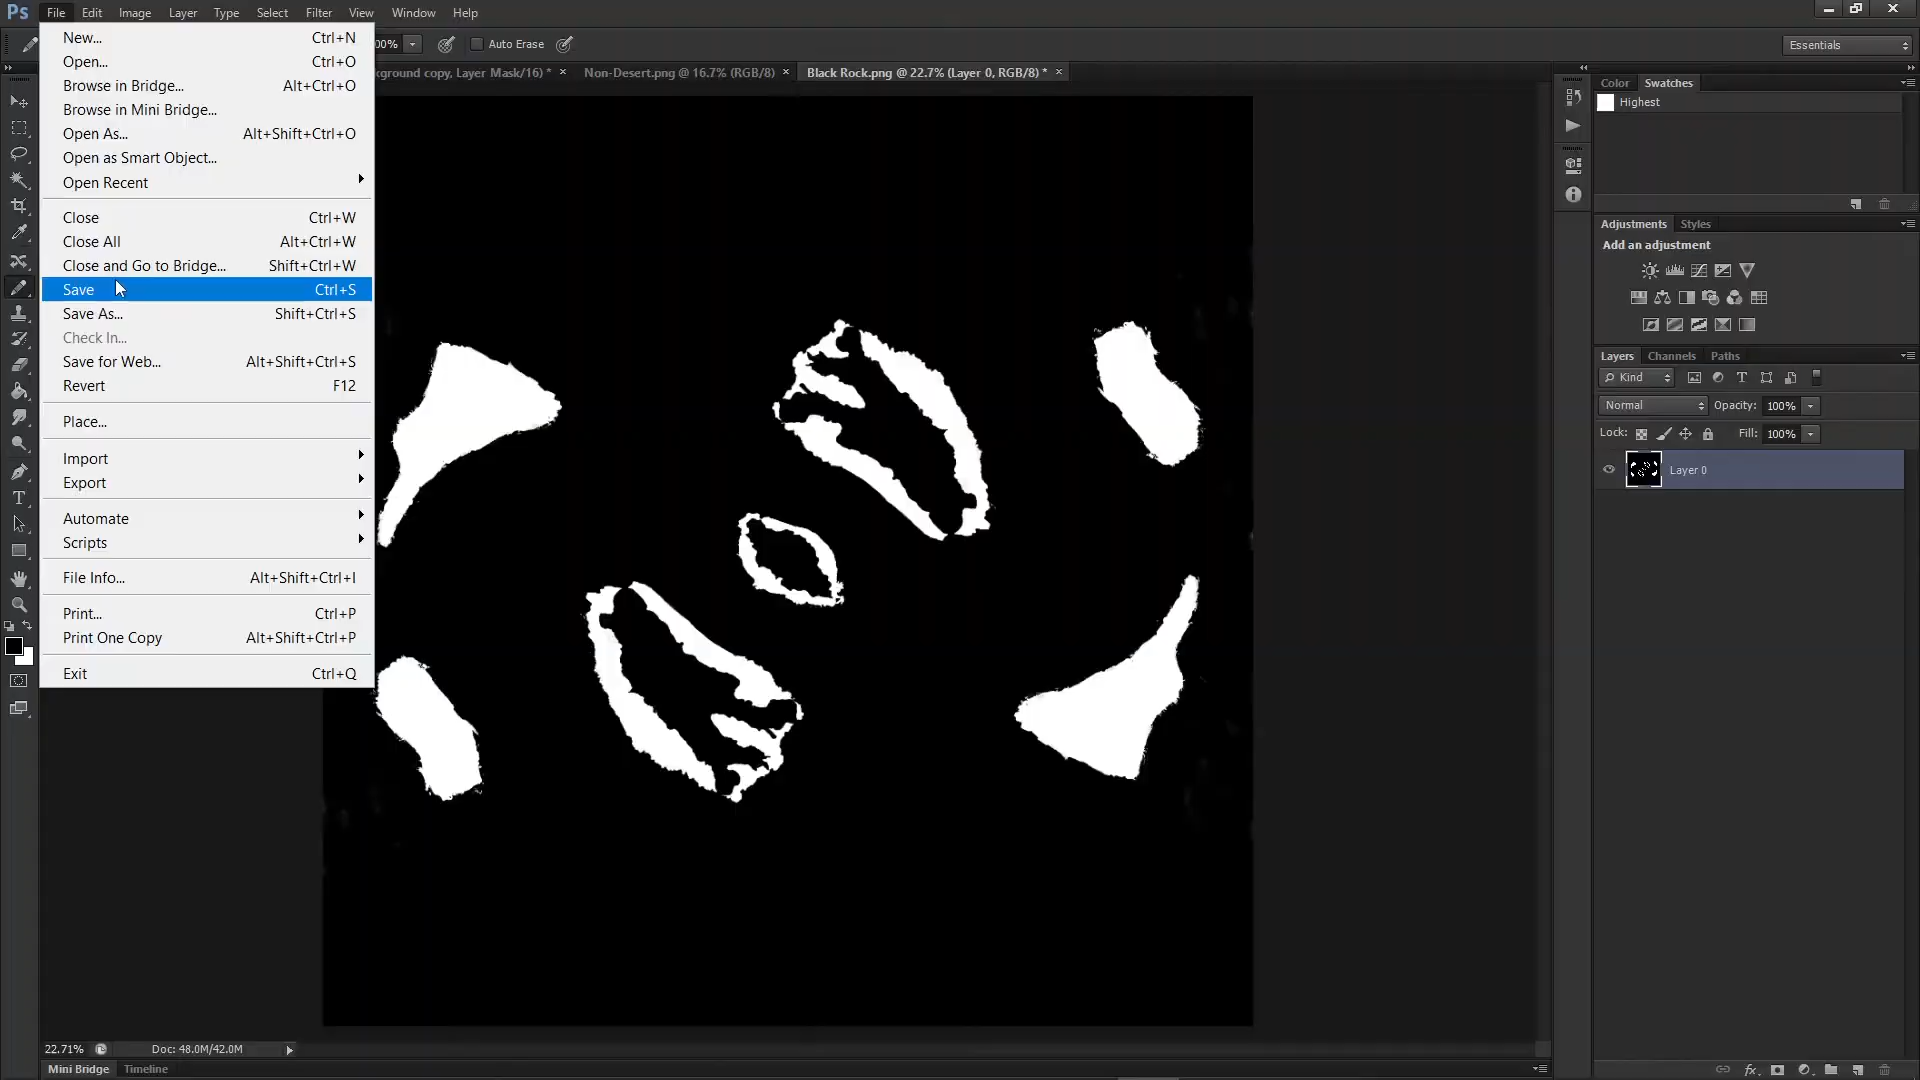 Ps File Edit Image Layer Type Select Filter View Window Help
00% Auto Erase Essentials
kground copy, Layer Mask/16) * × Non-Desert.png @ 16.7% (RGB/8) × Black Rock.png @ 22.7% (Layer 0, RGB/8) * ×
New... Ctrl+N
Open... Ctrl+O
Browse in Bridge... Alt+Ctrl+O
Browse in Mini Bridge...
Open As... Alt+Shift+Ctrl+O
Open as Smart Object...
Open Recent
Close Ctrl+W
Close All Alt+Ctrl+W
Close and Go to Bridge... Shift+Ctrl+W
Save Ctrl+S
Save As... Shift+Ctrl+S
Check In...
Save for Web... Alt+Shift+Ctrl+S
Revert F12
Place...
Import
Export
Automate
Scripts
File Info... Alt+Shift+Ctrl+I
Print... Ctrl+P
Print One Copy Alt+Shift+Ctrl+P
Exit Ctrl+Q
Color Swatches
Highest
Adjustments Styles
Add an adjustment
Layers Channels Paths
Kind
Normal Opacity: 100%
Lock: Fill: 100%
Layer 0
22.71% Doc: 48.0M/42.0M
Mini Bridge Timeline